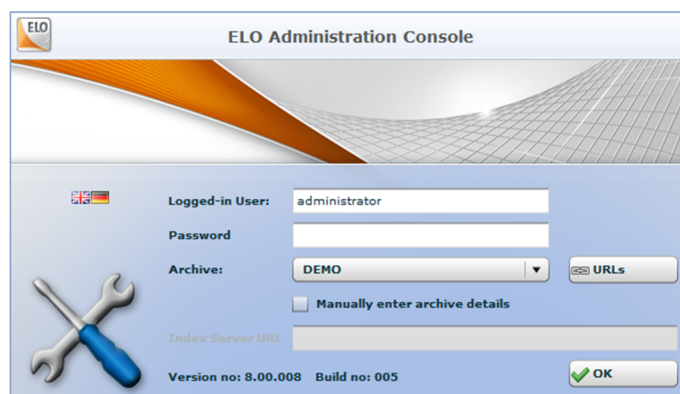 ELO
ELO Administration Console
Logged-in User: administrator
Password
Archive: DEMO URLs
Manually enter archive details
Index Server URL
Version no: 8.00.008 Build no: 005 OK